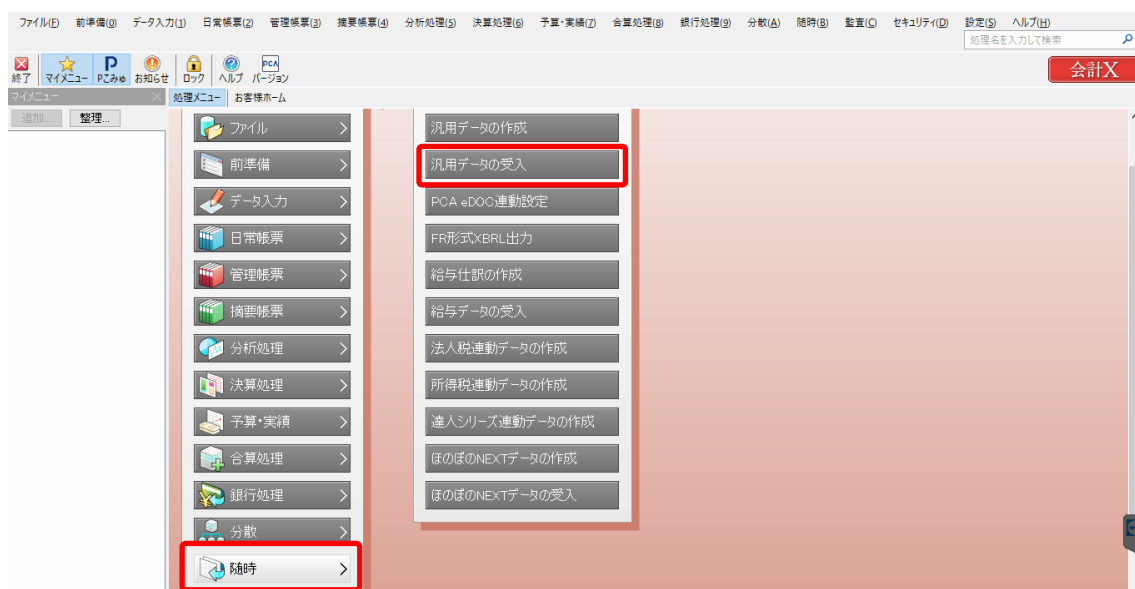 ファイル(F) 前準備(0) データ入力(1) 日常帳票(2) 管理帳票(3) 摘要帳票(4) 分析処理(5) 決算処理(6) 予算・実績(7) 合算処理(8) 銀行処理(9) 分散(A) 随時(B) 監査(C) セキュリティ(D) 設定(S) ヘルプ(H)
処理名を入力して検索
P ! ? PCA
終了 マイメニュー Pこみゅ お知らせ ロック ヘルプ バージョン
会計X
マイメニュー 処理メニュー お客様ホーム
追加... 整理...
ファイル
前準備
データ入力
日常帳票
管理帳票
摘要帳票
分析処理
決算処理
予算・実績
合算処理
銀行処理
分散
随時
汎用データの作成
汎用データの受入
PCA eDOC連動設定
FR形式XBRL出力
給与仕訳の作成
給与データの受入
法人税連動データの作成
所得税連動データの作成
達人シリーズ連動データの作成
ほのぼのNEXTデータの作成
ほのぼのNEXTデータの受入